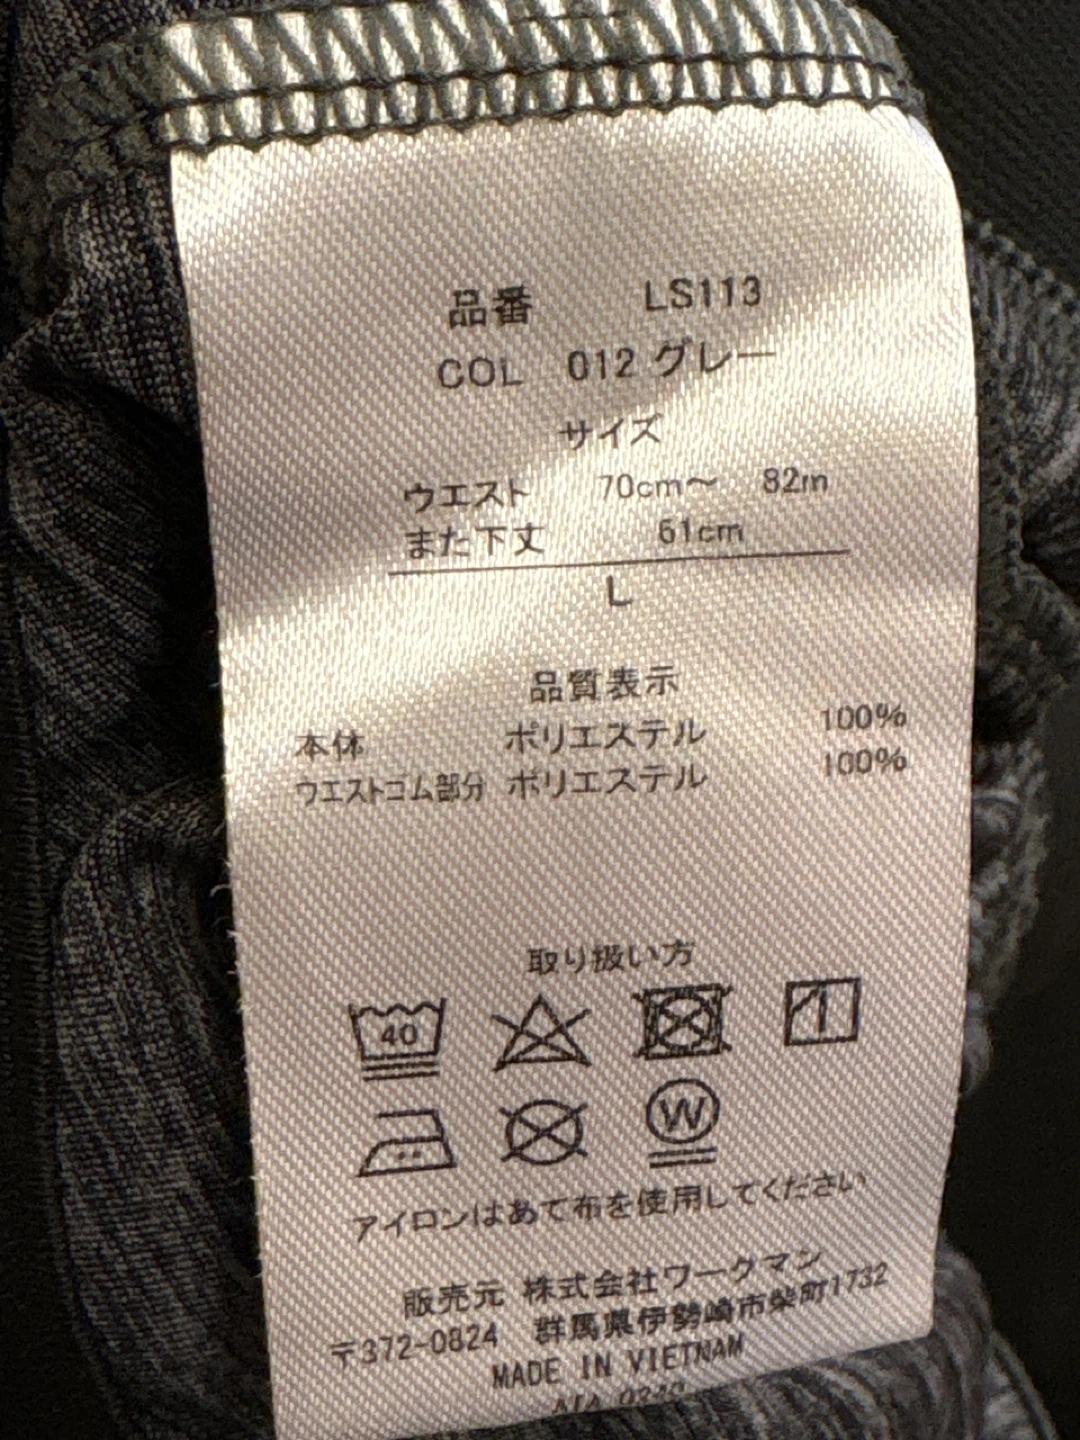 品番 LS113
COL 012 グレー
サイズ
ウエスト 70cm〜 82m
また下丈 61cm
L
品質表示
本体 ポリエステル 100%
ウエストゴム部分 ポリエステル 100%
取り扱い方
40
W
アイロンはあて布を使用してください
販売元 株式会社ワークマン
〒372-0824 群馬県伊勢崎市柴町1732
MADE IN VIETNAM